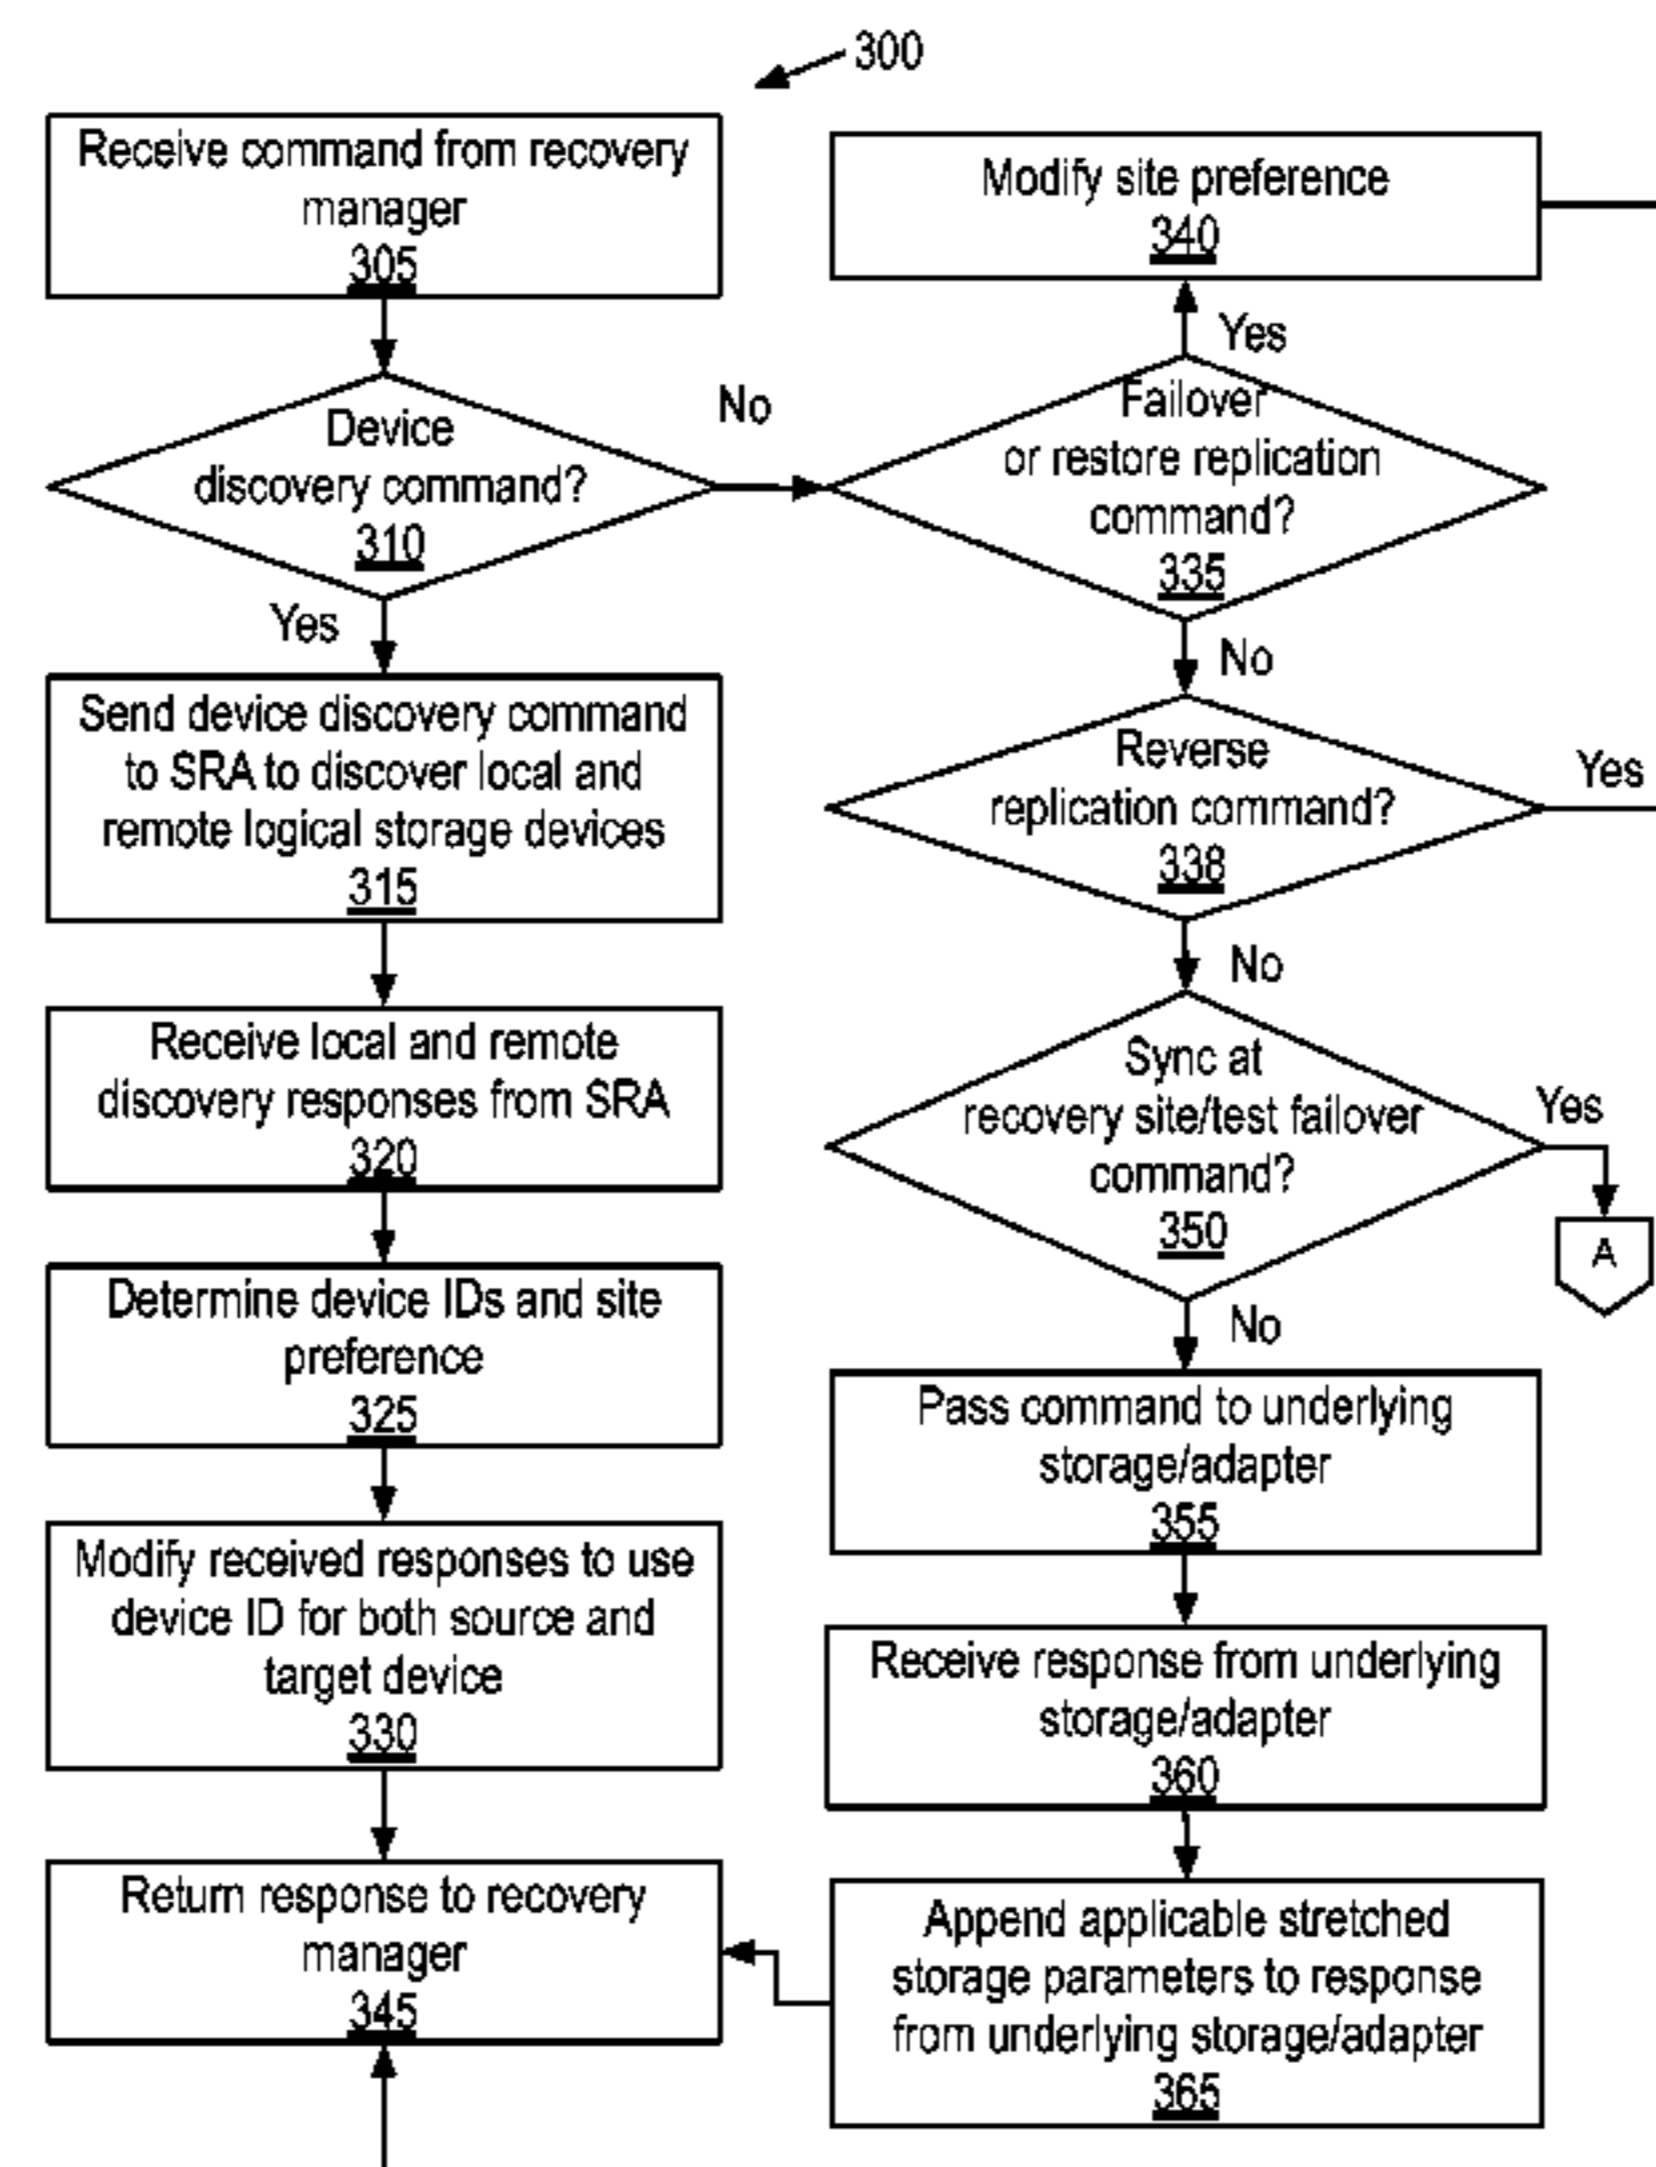 300
Receive command from recovery
manager
305
Device
discovery command?
310
No
Yes
Send device discovery command
to SRA to discover local and
remote logical storage devices
315
Receive local and remote
discovery responses from SRA
320
Determine device IDs and site
preference
325
Modify received responses to use
device ID for both source and
target device
330
Return response to recovery
manager
345
Modify site preference
340
Yes
Failover
or restore replication
command?
335
No
Reverse
replication command?
338
Yes
No
Sync at
recovery site/test failover
command?
350
Yes
A
No
Pass command to underlying
storage/adapter
355
Receive response from underlying
storage/adapter
360
Append applicable stretched
storage parameters to response
from underlying storage/adapter
365